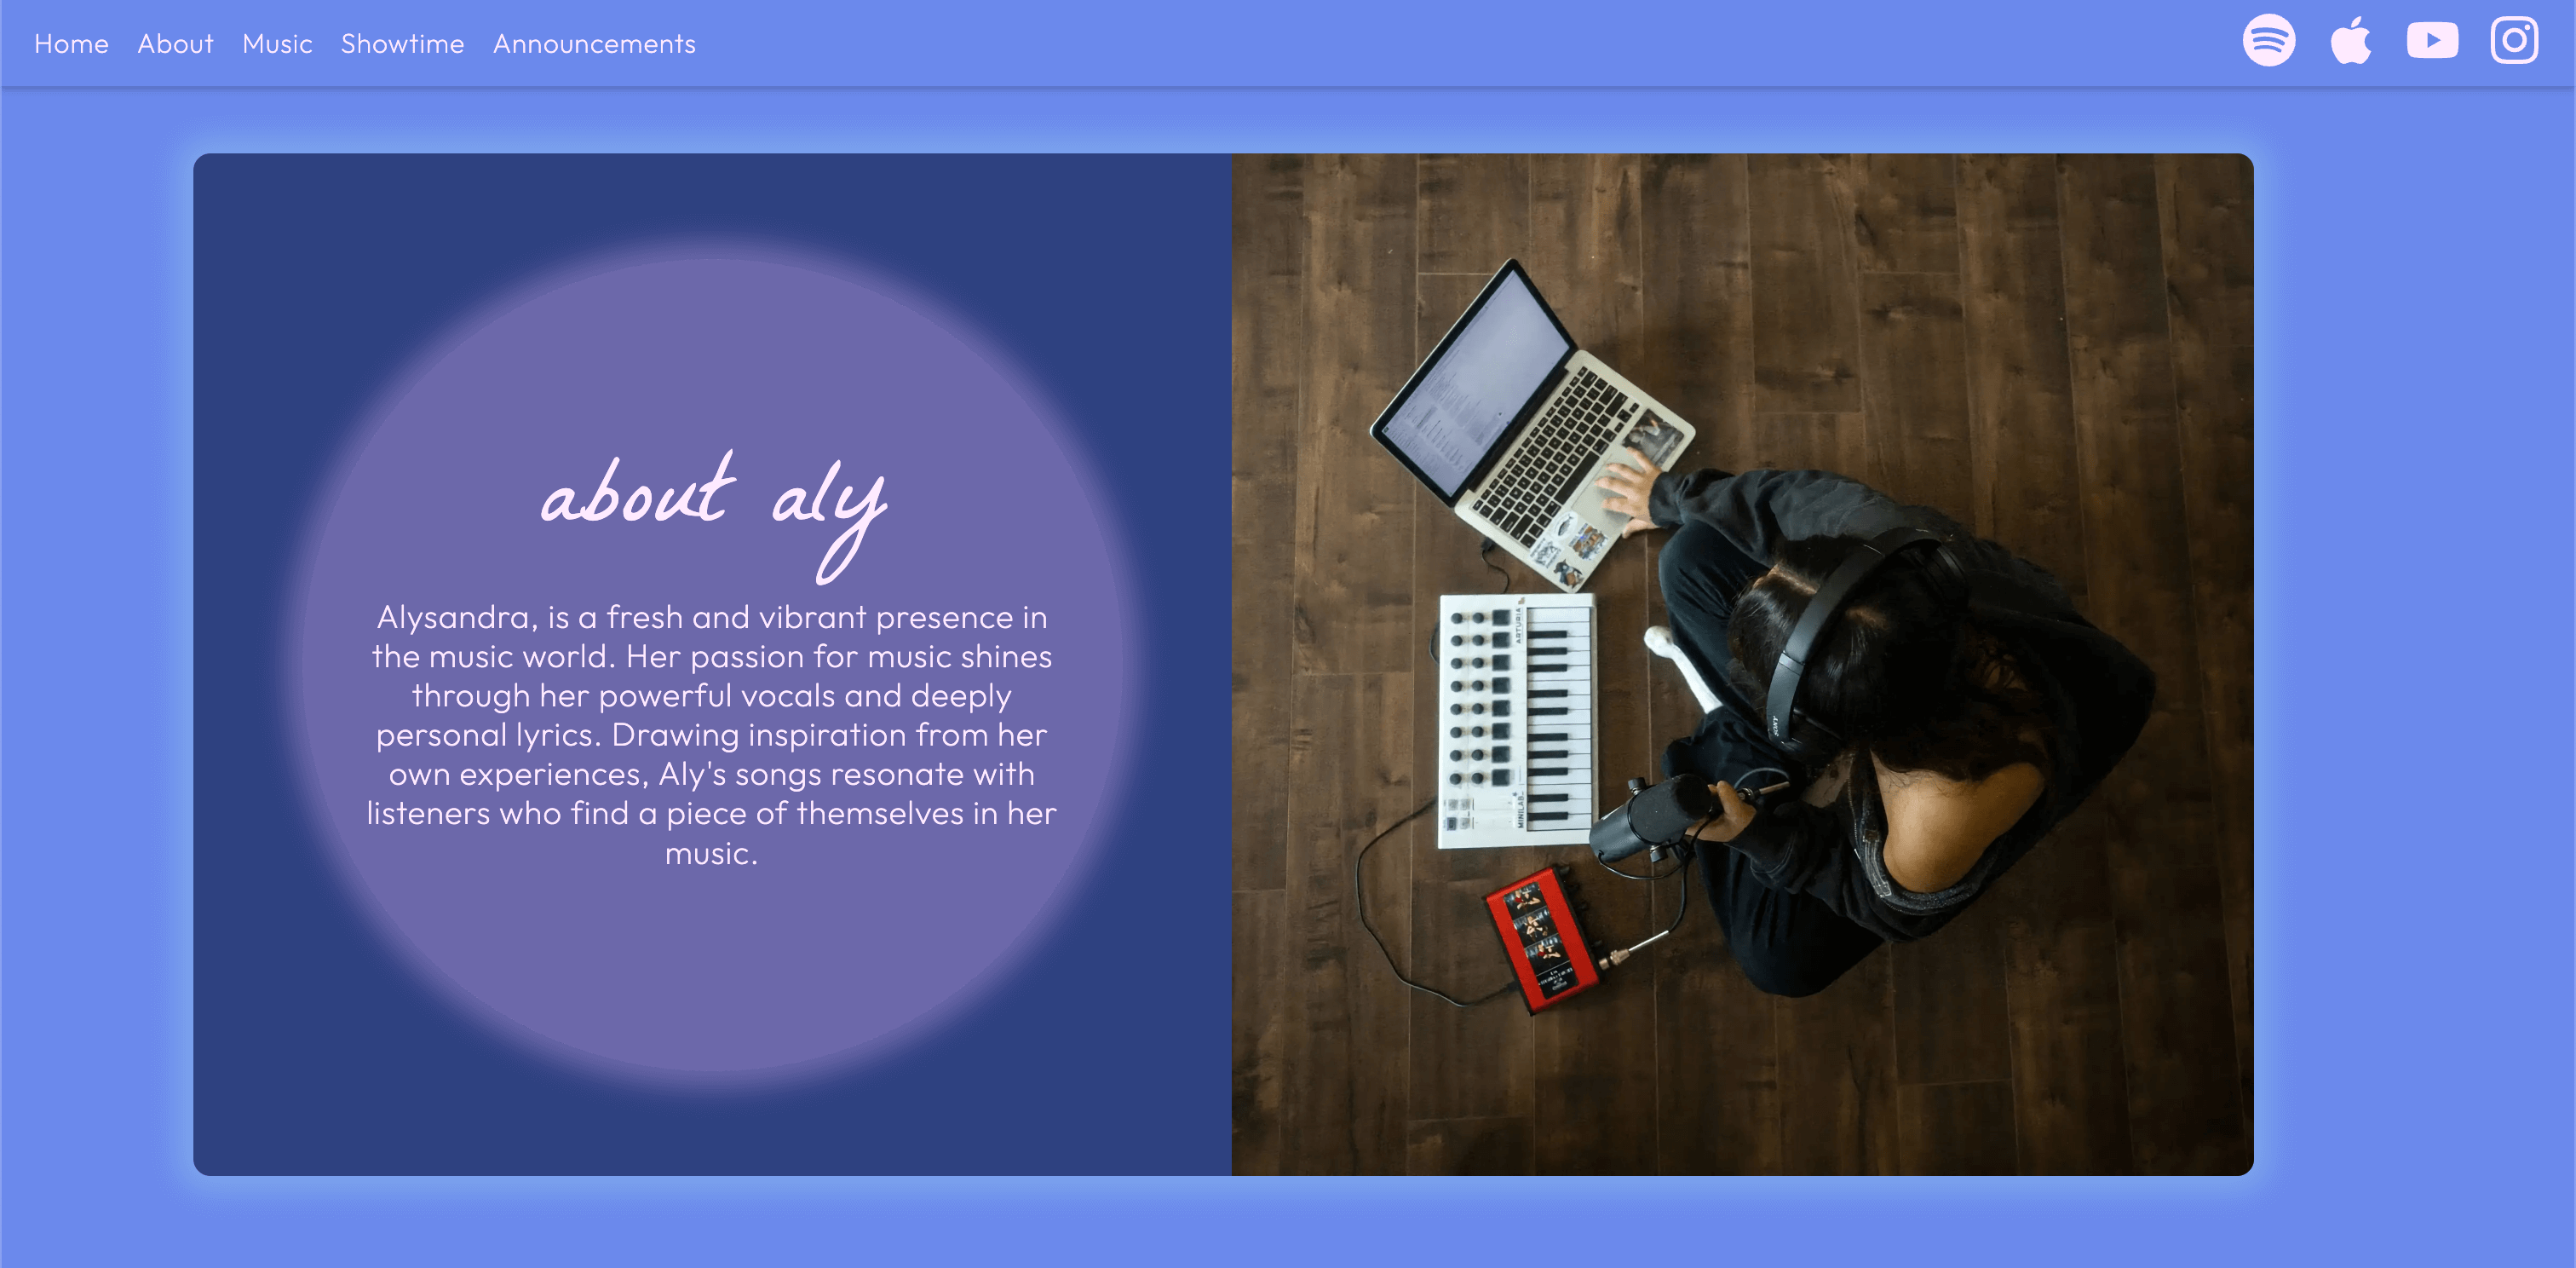 Home About Music Showtime Announcements
about aly
Alysandra, is a fresh and vibrant presence in
the music world. Her passion for music shines
through her powerful vocals and deeply
personal lyrics. Drawing inspiration from her
own experiences, Aly's songs resonate with
listeners who find a piece of themselves in her
music.
ARTURIA
MINILAB
SONY